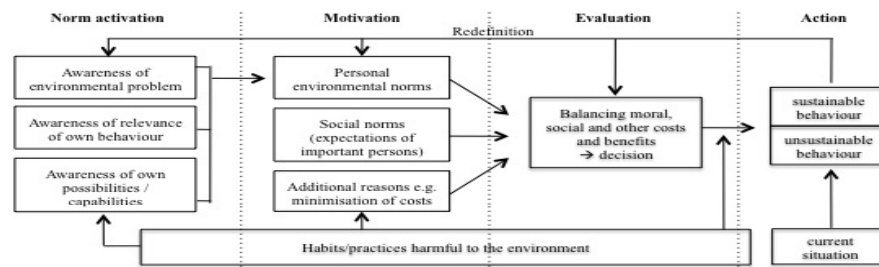 Norm activation
Motivation
Evaluation
Action
Redefinition
Awareness of
environmental problem
Awareness of relevance
of own behaviour
Awareness of own
possibilities /
capabilities
Personal
environmental norms
Social norms
(expectations of
important persons)
Additional reasons e.g.
minimisation of costs
Balancing moral,
social and other costs
and benefits
→ decision
sustainable
behaviour
unsustainable
behaviour
Habits/practices harmful to the environment
current
situation